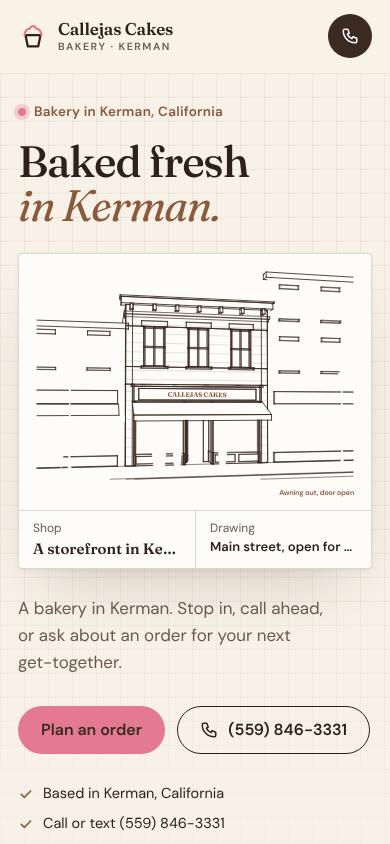 Callejas Cakes
BAKERY · KERMAN
Bakery in Kerman, California
Baked fresh
in Kerman.
CALLEJAS CAKES
Awning out, door open
Shop
A storefront in Ke...
Drawing
Main street, open for ...
A bakery in Kerman. Stop in, call ahead,
or ask about an order for your next
get-together.
Plan an order
(559) 846-3331
Based in Kerman, California
Call or text (559) 846-3331